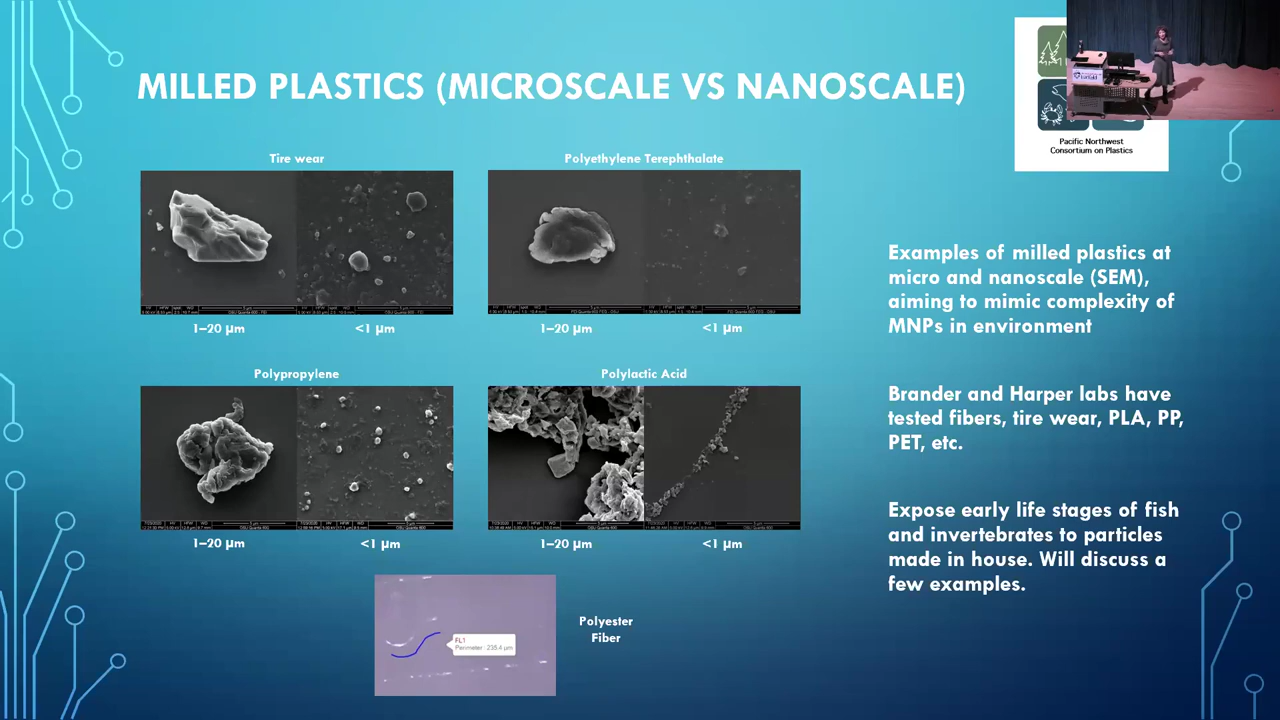 MILLED PLASTICS (MICROSCALE VS NANOSCALE)
Pacific Northwest
Consortium on Plastics
Tire wear
Polyethylene Terephthalate
1–20 µm
<1 µm
1–20 µm
<1 µm
Polypropylene
Polylactic Acid
1–20 µm
<1 µm
1–20 µm
<1 µm
FL1
Perimeter : 235.4 µm
Polyester
Fiber
Examples of milled plastics at
micro and nanoscale (SEM),
aiming to mimic complexity of
MNPs in environment
Brander and Harper labs have
tested fibers, tire wear, PLA, PP,
PET, etc.
Expose early life stages of fish
and invertebrates to particles
made in house. Will discuss a
few examples.